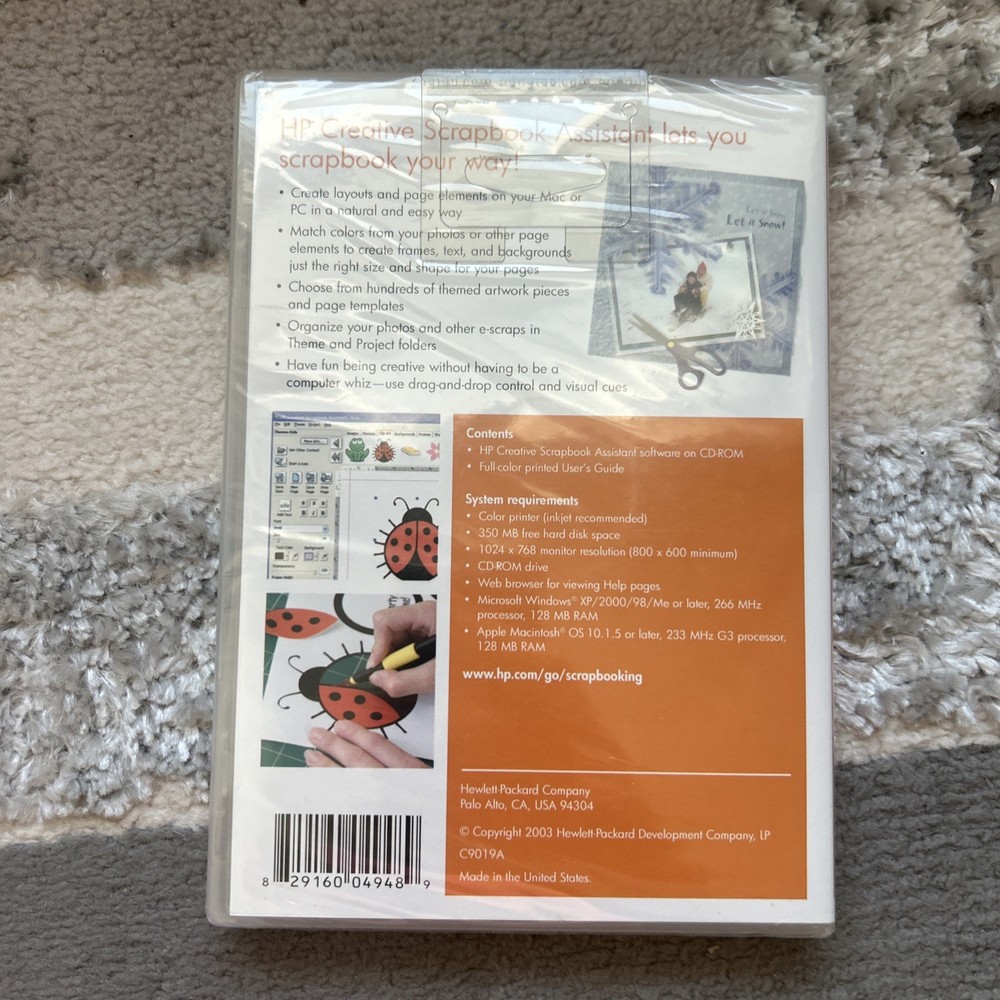 HP Creative Scrapbook Assistant lets you
scrapbook your way!
• Create layouts and page elements on your Mac or
PC in a natural and easy way
• Match colors from your photos or other page
elements to create frames, text, and backgrounds
just the right size and shape for your pages
• Choose from hundreds of themed artwork pieces
and page templates
• Organize your photos and other e-scraps in
Theme and Project folders
• Have fun being creative without having to be a
computer whiz—use drag-and-drop control and visual cues
Let it Snow!
Contents
• HP Creative Scrapbook Assistant software on CD-ROM
• Full-color printed User's Guide
System requirements
• Color printer (inkjet recommended)
• 350 MB free hard disk space
• 1024 x 768 monitor resolution (800 x 600 minimum)
• CD-ROM drive
• Web browser for viewing Help pages
• Microsoft Windows® XP/2000/98/Me or later, 266 MHz
processor, 128 MB RAM
• Apple Macintosh® OS 10.1.5 or later, 233 MHz G3 processor,
128 MB RAM
www.hp.com/go/scrapbooking
Hewlett-Packard Company
Palo Alto, CA, USA 94304
© Copyright 2003 Hewlett-Packard Development Company, LP
C9019A
Made in the United States.
8 29160 04948 9